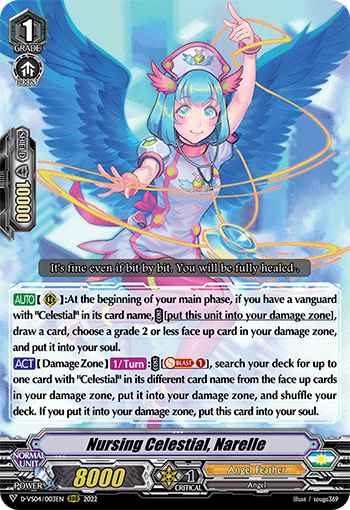 1
GRADE
BOOST
SHIELD 10000
It's fine even if bit by bit. You will be fully healed.
AUTO【 】:At the beginning of your main phase, if you have a vanguard
with "Celestial" in its card name, [put this unit into your damage zone],
draw a card, choose a grade 2 or less face up card in your damage zone,
and put it into your soul.
ACT【Damage Zone】1/Turn : [ BLAST 1], search your deck for up to
one card with "Celestial" in its different card name from the face up cards
in your damage zone, put it into your damage zone, and shuffle your
deck. If you put it into your damage zone, put this card into your soul.
Nursing Celestial, Narelle
NORMAL
UNIT
POWER
8000
1
CRITICAL
Angel Feather
Angel
D-VS04/003EN RRR 2022
Illust / touge369